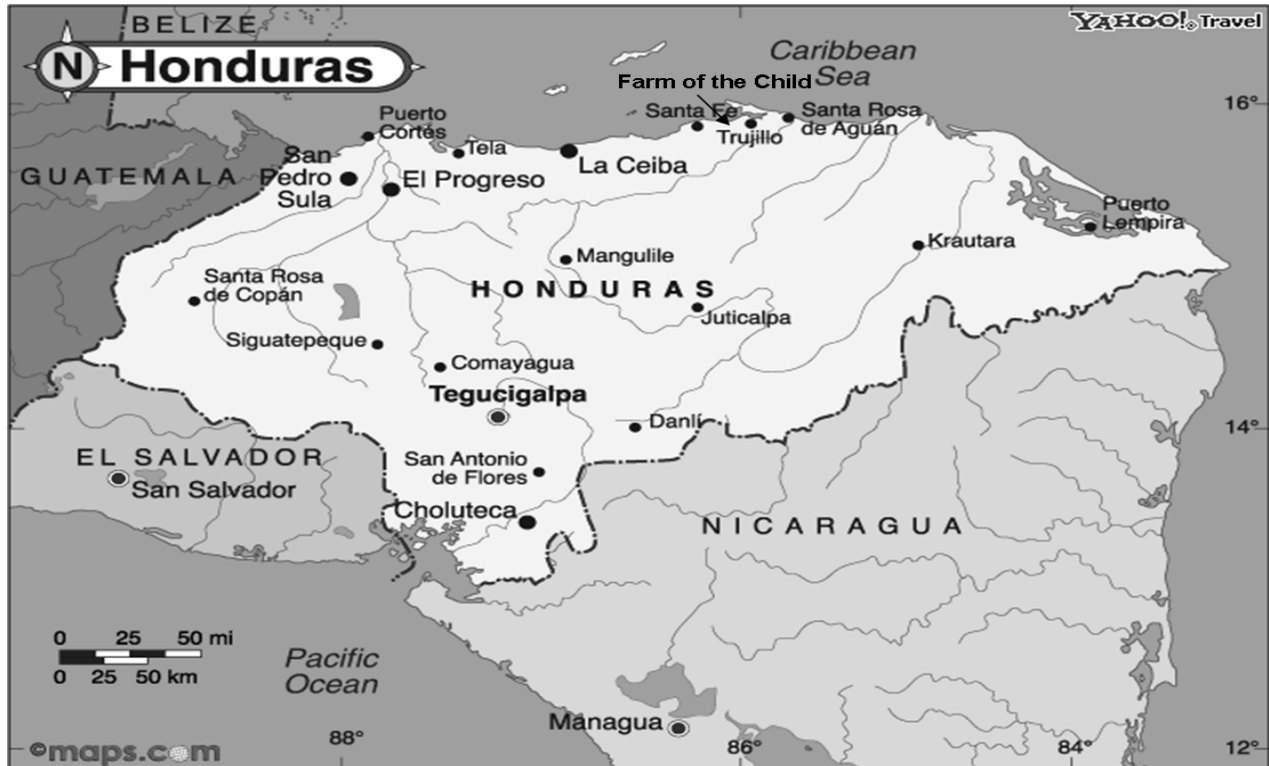 BELIZE
YAHOO! Travel
N Honduras
Caribbean
Sea
Farm of the Child
16°
Puerto
Cortés
Santa Fe
Santa Rosa
de Aguán
Trujillo
Tela
La Ceiba
GUATEMALA
San
Pedro
Sula
El Progreso
Puerto
Lempira
Krautara
Mangulile
Santa Rosa
de Copán
HONDURAS
Juticalpa
Siguatepeque
Comayagua
Tegucigalpa
Danlí
14°
EL SALVADOR
San Salvador
San Antonio
de Flores
Choluteca
NICARAGUA
0 25 50 mi
0 25 50 km
Pacific
Ocean
Managua
88°
86°
84°
12°
©maps.com